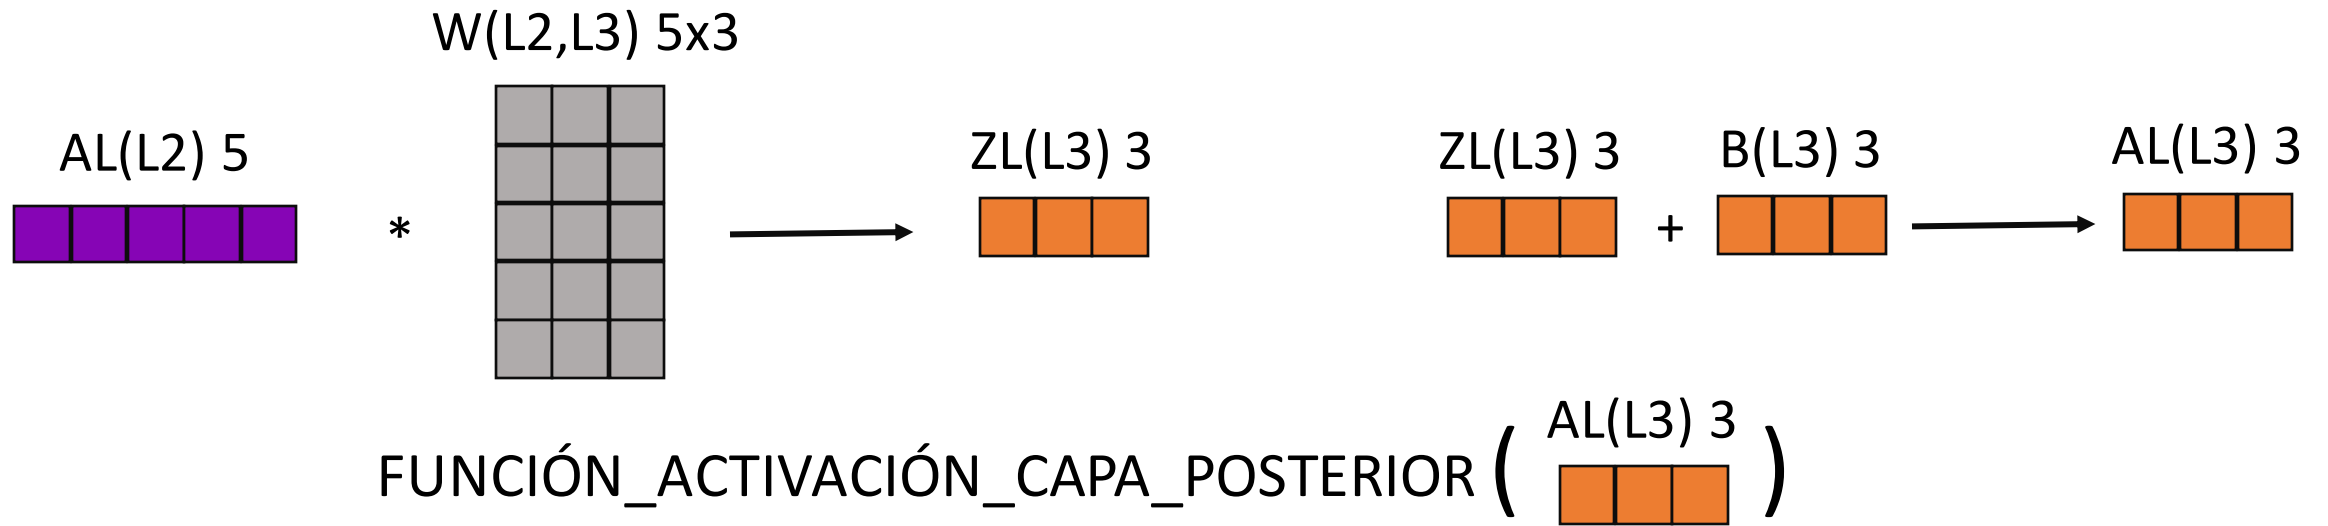 W(L2,L3) 5x3
AL(L2) 5
*
ZL(L3) 3
ZL(L3) 3
+
B(L3) 3
AL(L3) 3
FUNCIÓN_ACTIVACIÓN_CAPA_POSTERIOR ( AL(L3) 3 )